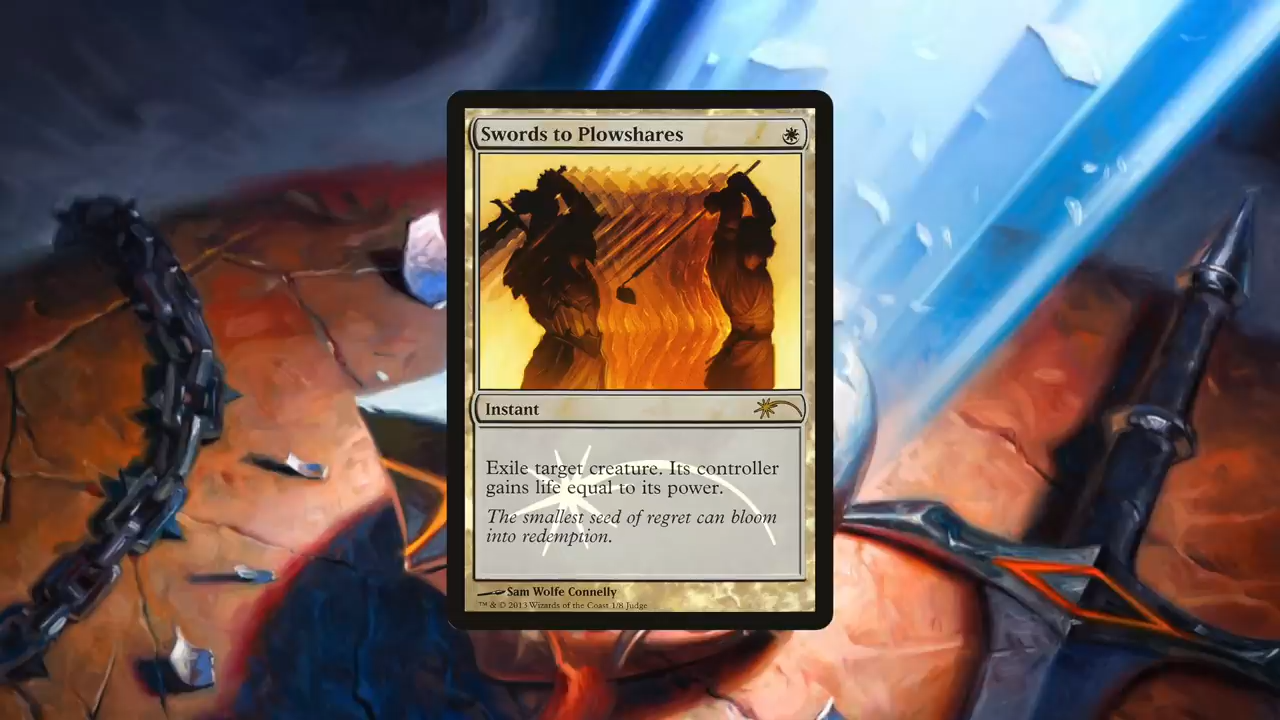 Swords to Plowshares
Instant
Exile target creature. Its controller
gains life equal to its power.
The smallest seed of regret can bloom
into redemption.
Sam Wolfe Connelly
™ & © 2013 Wizards of the Coast 1/8 Judge